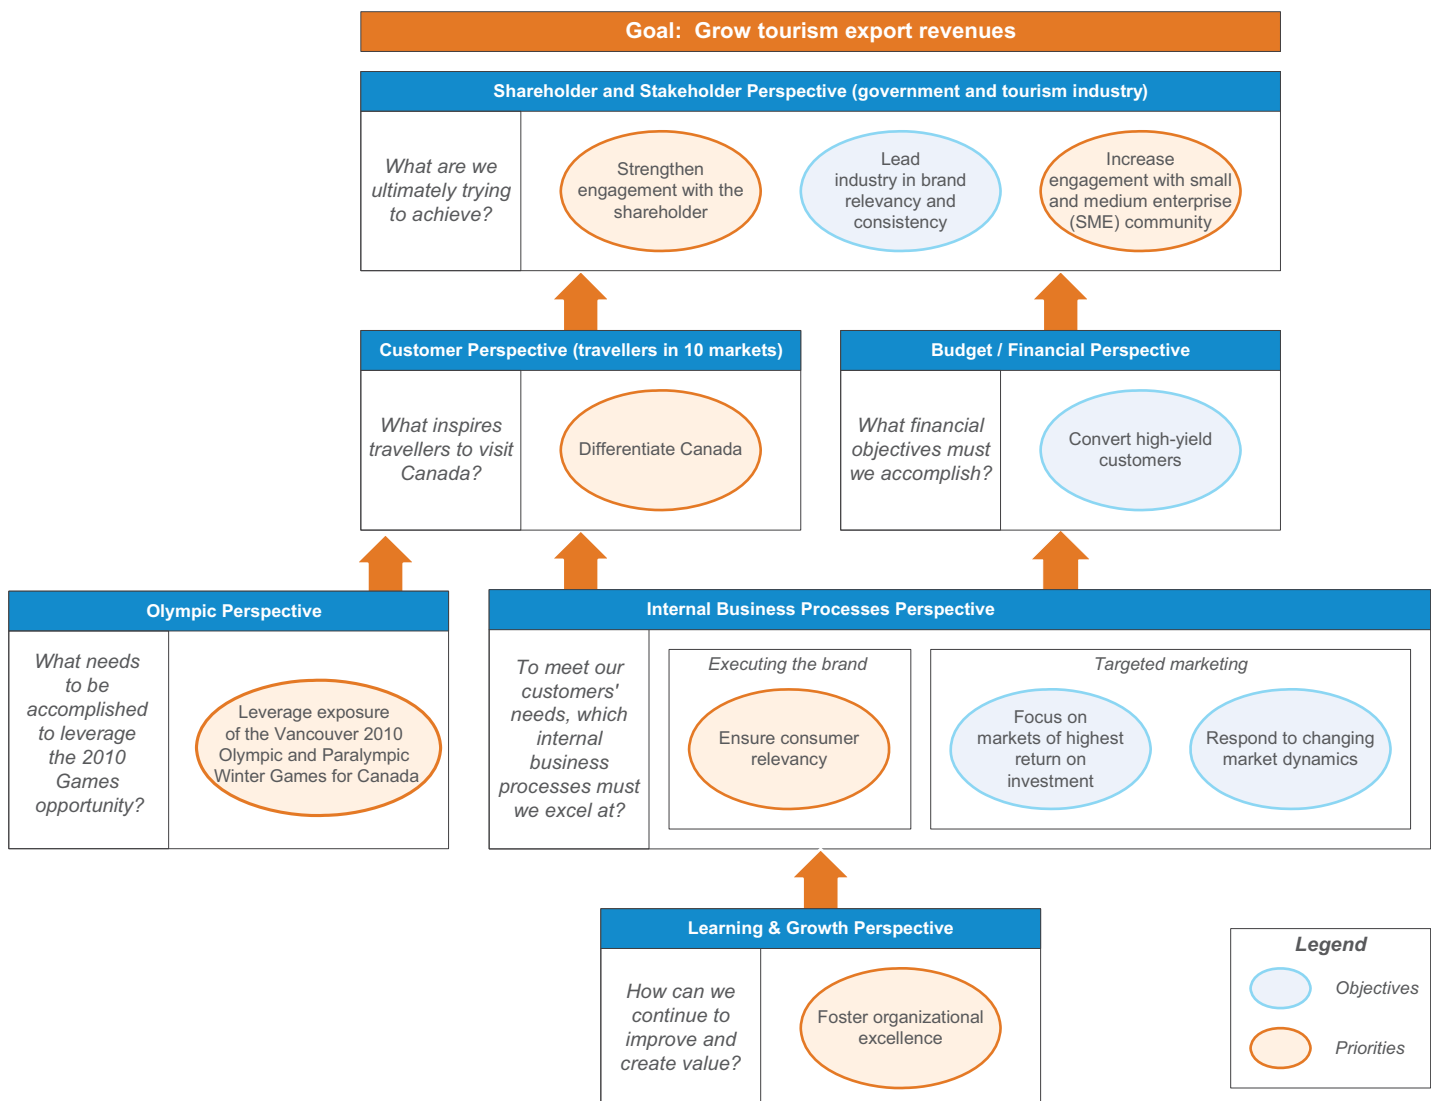 Goal:  Grow tourism export revenues
Shareholder and Stakeholder Perspective (government and tourism industry)
What are we
ultimately trying
to achieve?
Strengthen
engagement with the
shareholder
Lead
industry in brand
relevancy and
consistency
Increase
engagement with small
and medium enterprise
(SME) community
Customer Perspective (travellers in 10 markets)
What inspires
travellers to visit
Canada?
Differentiate Canada
Budget / Financial Perspective
What financial
objectives must
we accomplish?
Convert high-yield
customers
Olympic Perspective
What needs
to be
accomplished
to leverage
the 2010
Games
opportunity?
Leverage exposure
of the Vancouver 2010
Olympic and Paralympic
Winter Games for Canada
Internal Business Processes Perspective
To meet our
customers'
needs, which
internal
business
processes must
we excel at?
Executing the brand
Ensure consumer
relevancy
Targeted marketing
Focus on
markets of highest
return on
investment
Respond to changing
market dynamics
Learning & Growth Perspective
How can we
continue to
improve and
create value?
Foster organizational
excellence
Legend
Objectives
Priorities